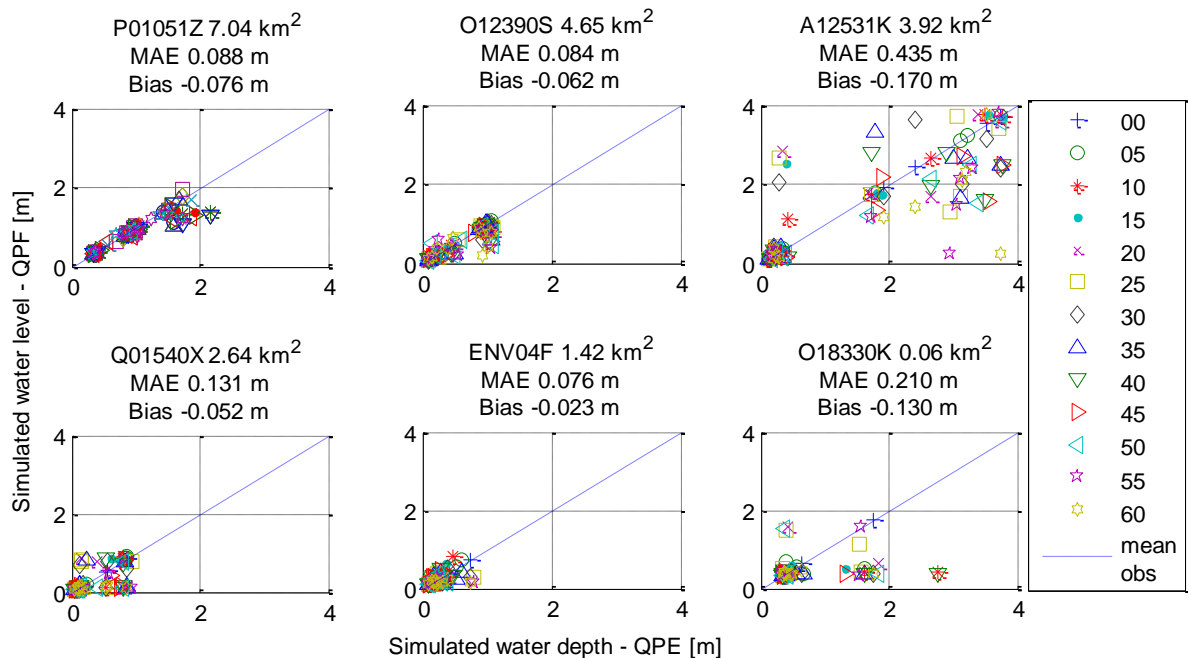 P01051Z 7.04 km²
MAE 0.088 m
Bias -0.076 m
O12390S 4.65 km²
MAE 0.084 m
Bias -0.062 m
A12531K 3.92 km²
MAE 0.435 m
Bias -0.170 m
4
2
0
0 2 4
4
2
0
0 2 4
4
2
0
0 2 4
Q01540X 2.64 km²
MAE 0.131 m
Bias -0.052 m
ENV04F 1.42 km²
MAE 0.076 m
Bias -0.023 m
O18330K 0.06 km²
MAE 0.210 m
Bias -0.130 m
4
2
0
0 2 4
4
2
0
0 2 4
4
2
0
0 2 4
Simulated water level - QPF [m]
Simulated water depth - QPE [m]
00
05
10
15
20
25
30
35
40
45
50
55
60
mean
obs